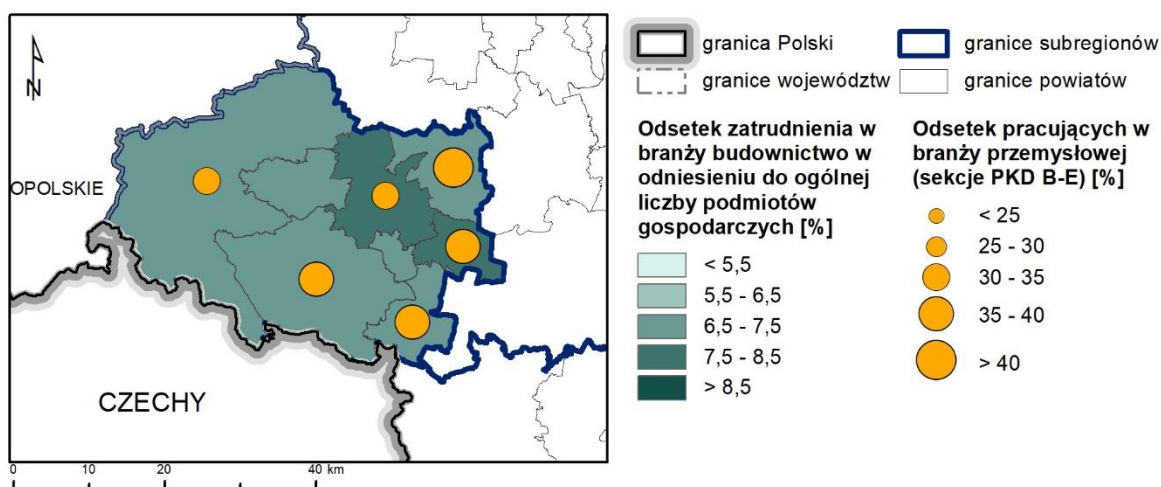 N
OPOLSKIE
CZECHY
0 10 20 40 km
granica Polski
granice województw
granice subregionów
granice powiatów
Odsetek zatrudnienia w
branży budownictwo w
odniesieniu do ogólnej
liczby podmiotów
gospodarczych [%]
< 5,5
5,5 - 6,5
6,5 - 7,5
7,5 - 8,5
> 8,5
Odsetek pracujących w
branży przemysłowej
(sekcje PKD B-E) [%]
< 25
25 - 30
30 - 35
35 - 40
> 40